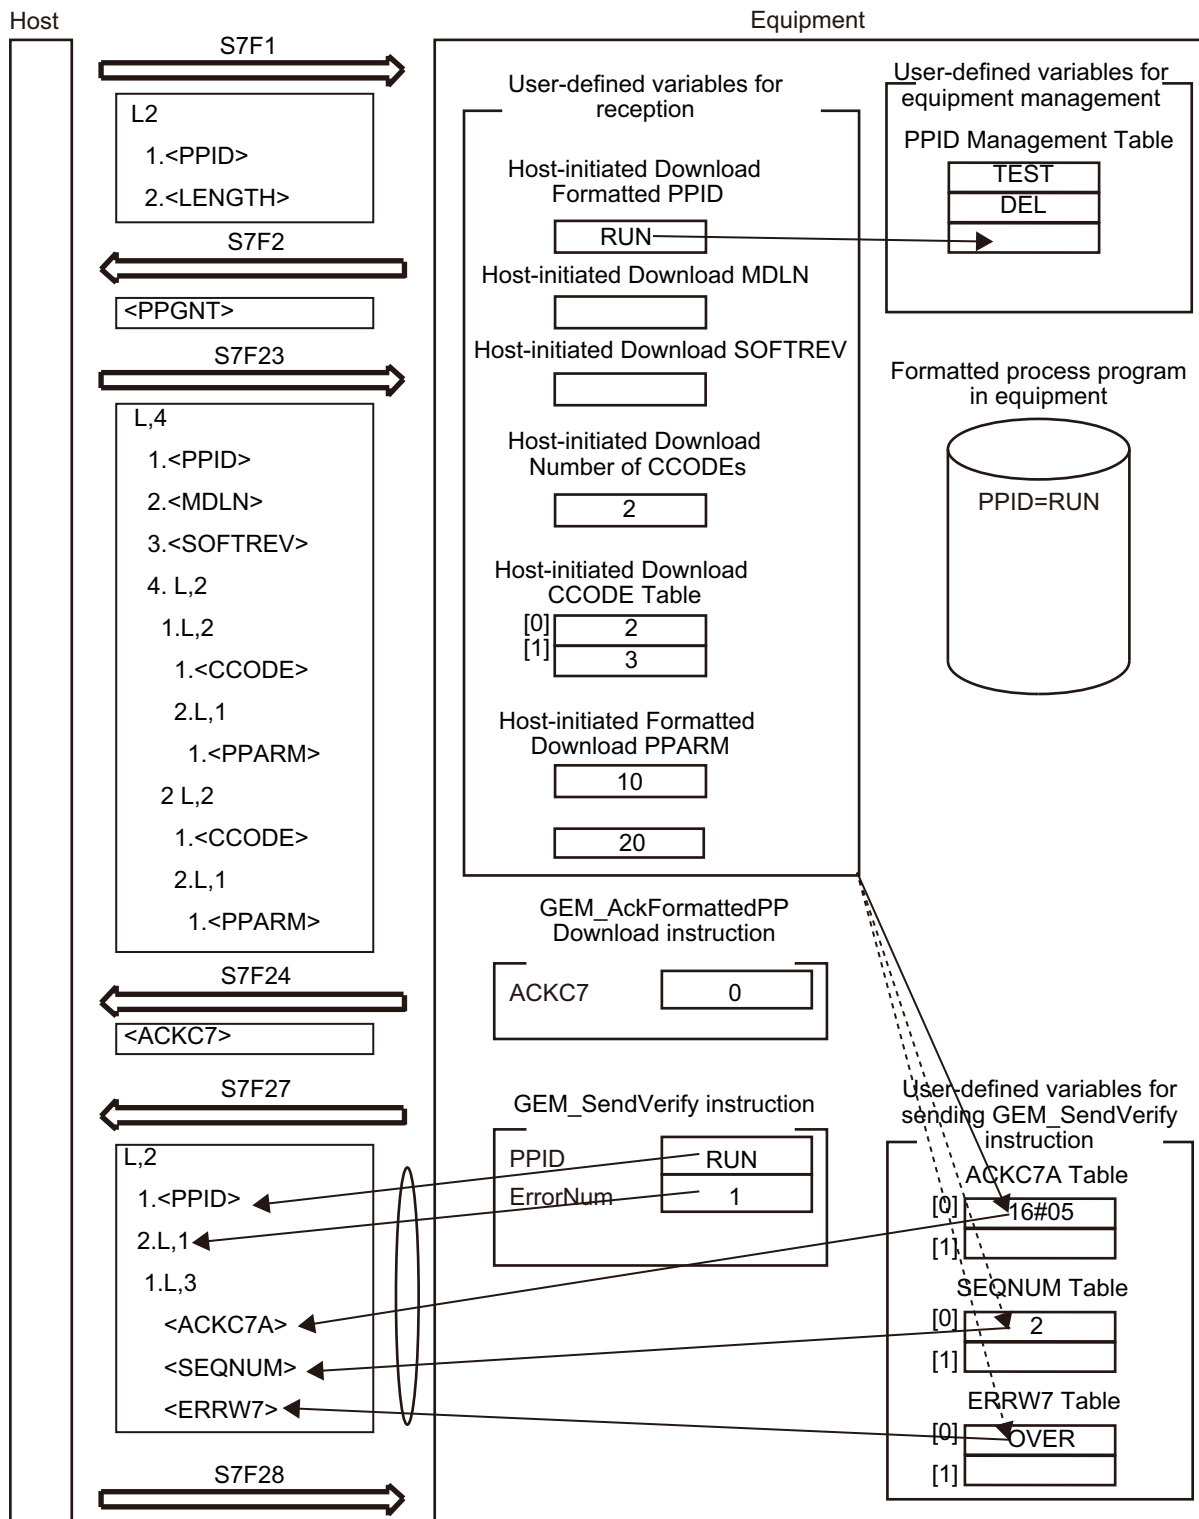 Host
Equipment
S7F1
L2
1.<PPID>
2.<LENGTH>
S7F2
<PPGNT>
S7F23
L,4
1.<PPID>
2.<MDLN>
3.<SOFTREV>
4. L,2
1.L,2
1.<CCODE>
2.L,1
1.<PPARM>
2 L,2
1.<CCODE>
2.L,1
1.<PPARM>
S7F24
<ACKC7>
S7F27
L,2
1.<PPID>
2.L,1
1.L,3
<ACKC7A>
<SEQNUM>
<ERRW7>
S7F28
User-defined variables for
reception
Host-initiated Download
Formatted PPID
RUN
Host-initiated Download MDLN
Host-initiated Download SOFTREV
Host-initiated Download
Number of CCODEs
2
Host-initiated Download
CCODE Table
[0]
2
[1]
3
Host-initiated Formatted
Download PPARM
10
20
GEM_AckFormattedPP
Download instruction
ACKC7
0
GEM_SendVerify instruction
PPID
RUN
ErrorNum
1
User-defined variables for
equipment management
PPID Management Table
TEST
DEL
Formatted process program
in equipment
PPID=RUN
User-defined variables for
sending GEM_SendVerify
instruction
ACKC7A Table
[0]
16#05
[1]
SEQNUM Table
[0]
2
[1]
ERRW7 Table
[0]
OVER
[1]